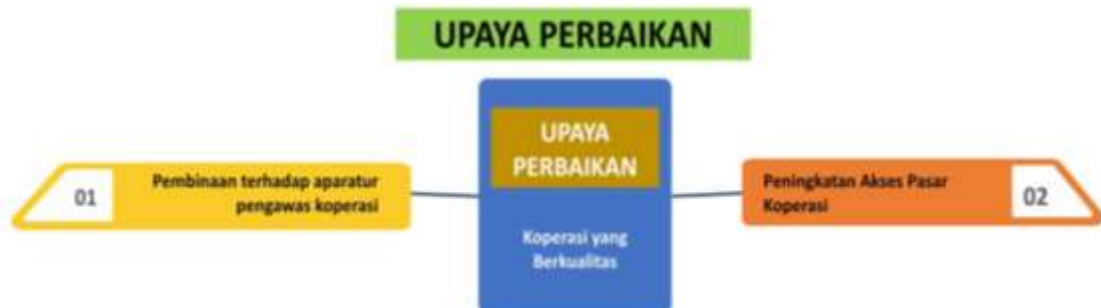 UPAYA PERBAIKAN
UPAYA
PERBAIKAN
Koperasi yang
Berkualitas
01
Pembinaan terhadap aparatur
pengawas koperasi
Peningkatan Akses Pasar
Koperasi
02